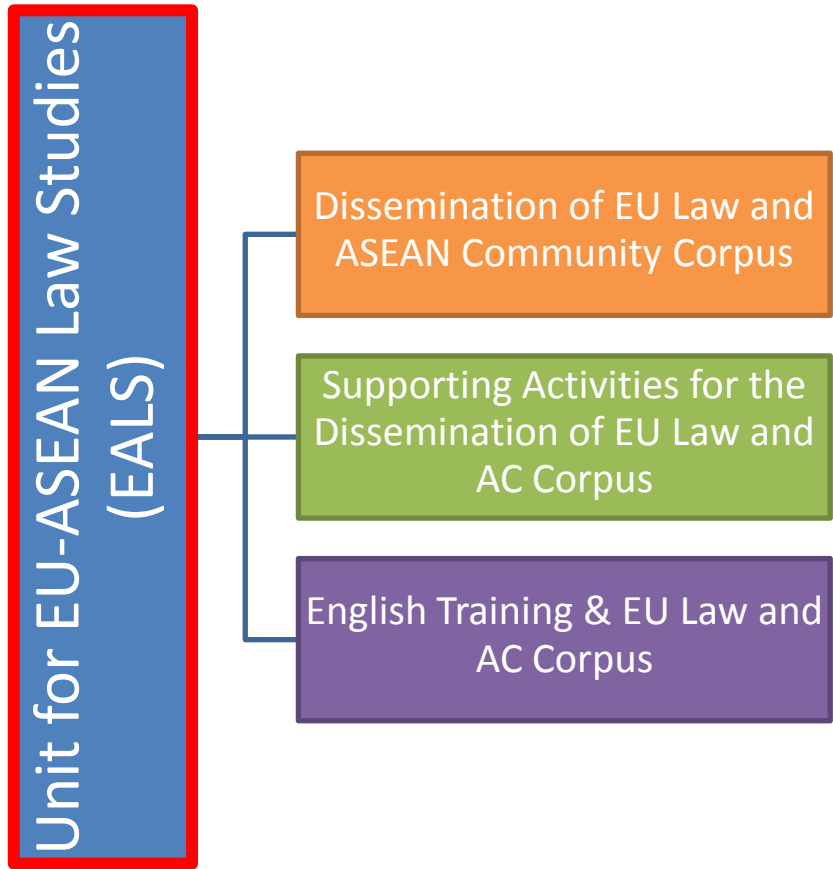 Unit for EU-ASEAN Law Studies
(EALS)
Dissemination of EU Law and
ASEAN Community Corpus
Supporting Activities for the
Dissemination of EU Law and
AC Corpus
English Training & EU Law and
AC Corpus